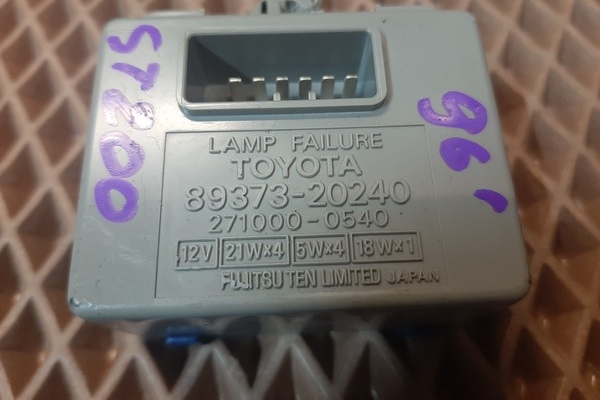 ST200
96'
LAMP FAILURE
TOYOTA
89373-20240
271000-0540
12V 21W×4 5W×4 18W×1
FUJITSU TEN LIMITED JAPAN